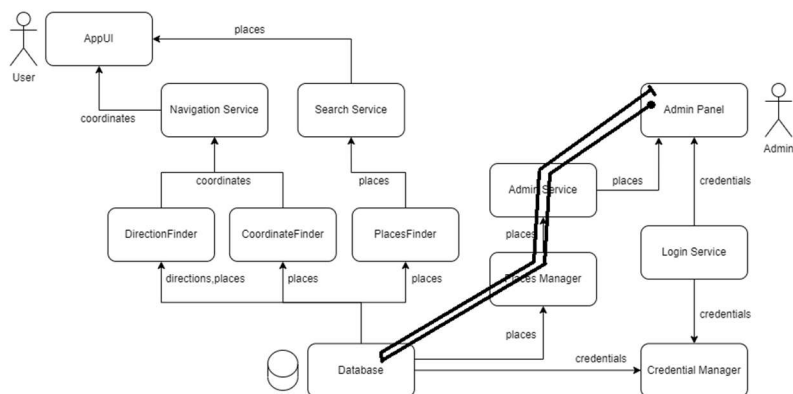 places
AppUI
User
coordinates
Navigation Service
Search Service
Admin Panel
Admin
coordinates
places
Admin Service
places
credentials
DirectionFinder
CoordinateFinder
PlacesFinder
places
Login Service
directions,places
places
places
Places Manager
places
credentials
Database
credentials
Credential Manager